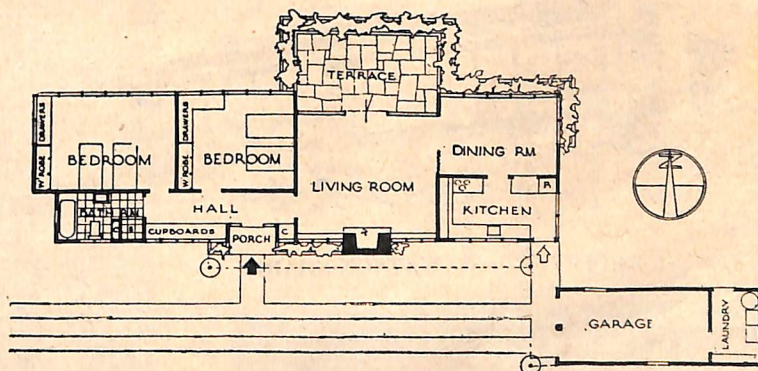 TERRACE
DRAWERS
DRAWERS
W'ROBE
W'ROBE
BEDROOM
BEDROOM
DINING RM.
LIVING ROOM
R
KITCHEN
BATH RM.
HALL
CUPBOARDS
PORCH
C
GARAGE
LAUNDRY